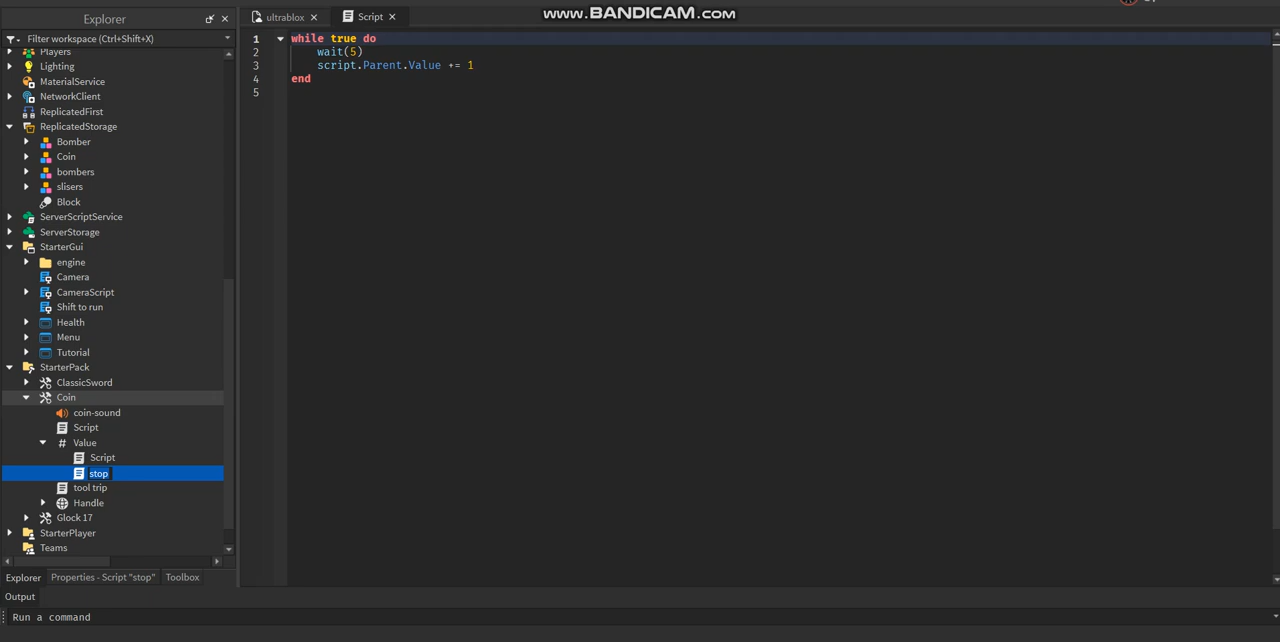 www.BANDICAM.com
Explorer
ultrablox
Script
Filter workspace (Ctrl+Shift+X)
Players
Lighting
MaterialService
NetworkClient
ReplicatedFirst
ReplicatedStorage
Bomber
Coin
bombers
slisers
Block
ServerScriptService
ServerStorage
StarterGui
engine
Camera
CameraScript
Shift to run
Health
Menu
Tutorial
StarterPack
ClassicSword
Coin
coin-sound
Script
# Value
Script
stop
tool trip
Handle
Glock 17
StarterPlayer
Teams
1 while true do
2 wait(5)
3 script.Parent.Value += 1
4 end
5
Explorer Properties - Script "stop" Toolbox
Output
Run a command